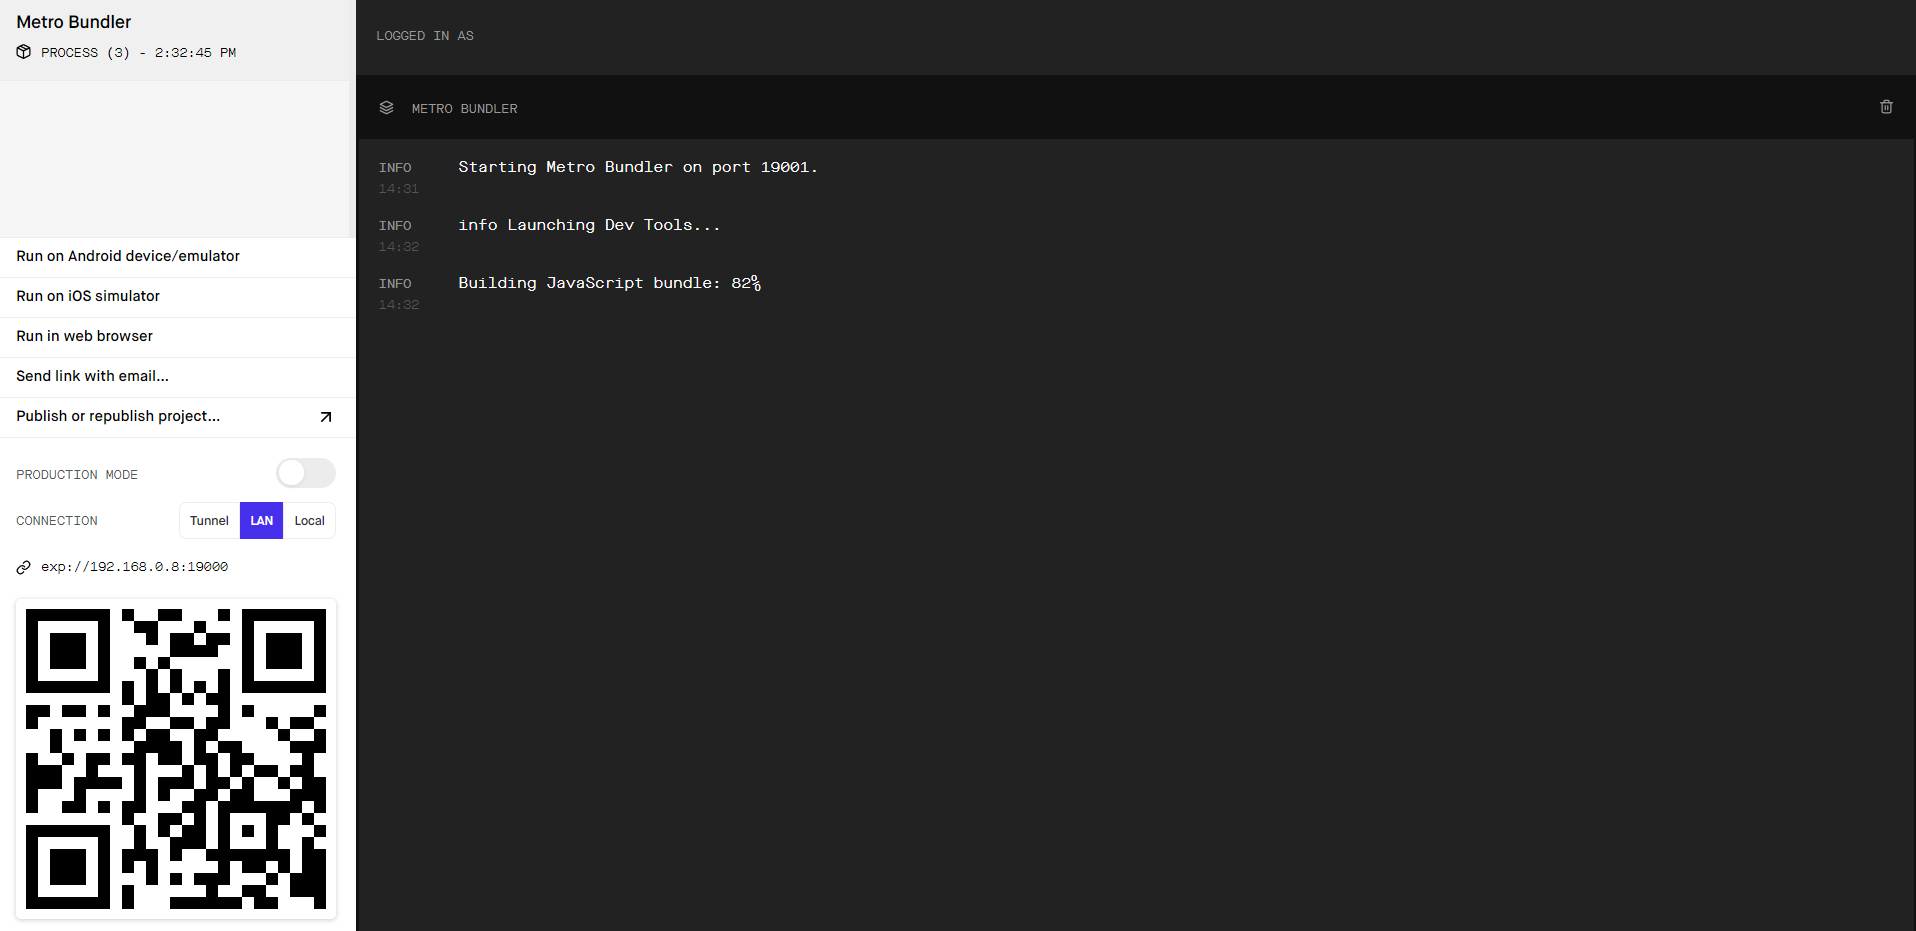 Metro Bundler
PROCESS (3) - 2:32:45 PM
Run on Android device/emulator
Run on iOS simulator
Run in web browser
Send link with email...
Publish or republish project...
PRODUCTION MODE
CONNECTION
Tunnel LAN Local
exp://192.168.0.8:19000
LOGGED IN AS
METRO BUNDLER
INFO Starting Metro Bundler on port 19001.
14:31
INFO info Launching Dev Tools...
14:32
INFO Building JavaScript bundle: 82%
14:32